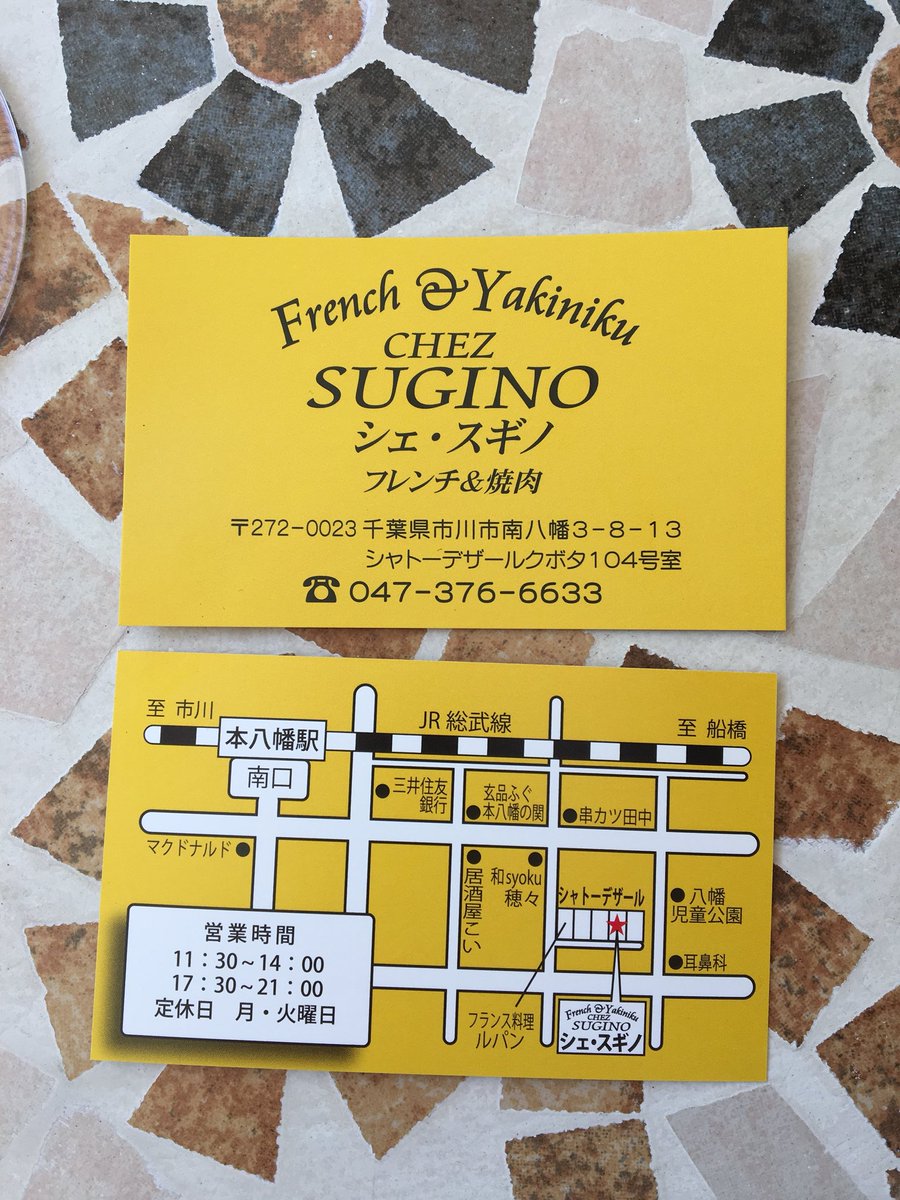 French & Yakiniku
CHEZ
SUGINO
シェ・スギノ
フレンチ&焼肉
〒272-0023 千葉県市川市南八幡3-8-13
シャトーデザールクボタ104号室
☎ 047-376-6633
至 市川
本八幡駅
南口
JR 総武線
至 船橋
三井住友
銀行
玄品ふぐ
本八幡の関
串カツ田中
マクドナルド
居酒屋こい
和syoku
穂々
シャトーデザール
八幡
児童公園
耳鼻科
営業時間
11:30~14:00
17:30~21:00
定休日 月・火曜日
フランス料理
ルパン
French & Yakiniku
CHEZ
SUGINO
シェ・スギノ